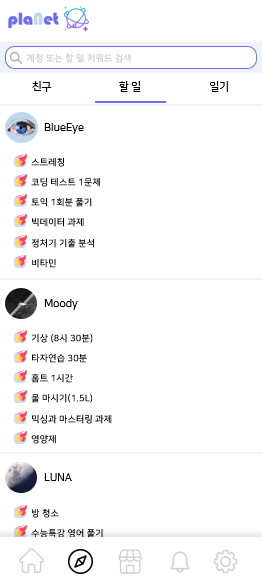 planet
계정 또는 할 일 키워드 검색
친구 할 일 일기
BlueEye
스트레칭
코딩 테스트 1문제
토익 1회분 풀기
빅데이터 과제
정처기 기출 분석
비타민
Moody
기상 (8시 30분)
타자연습 30분
홈트 1시간
물 마시기(1.5L)
믹싱과 마스터링 과제
영양제
LUNA
방 청소
수능특강 영어 풀기